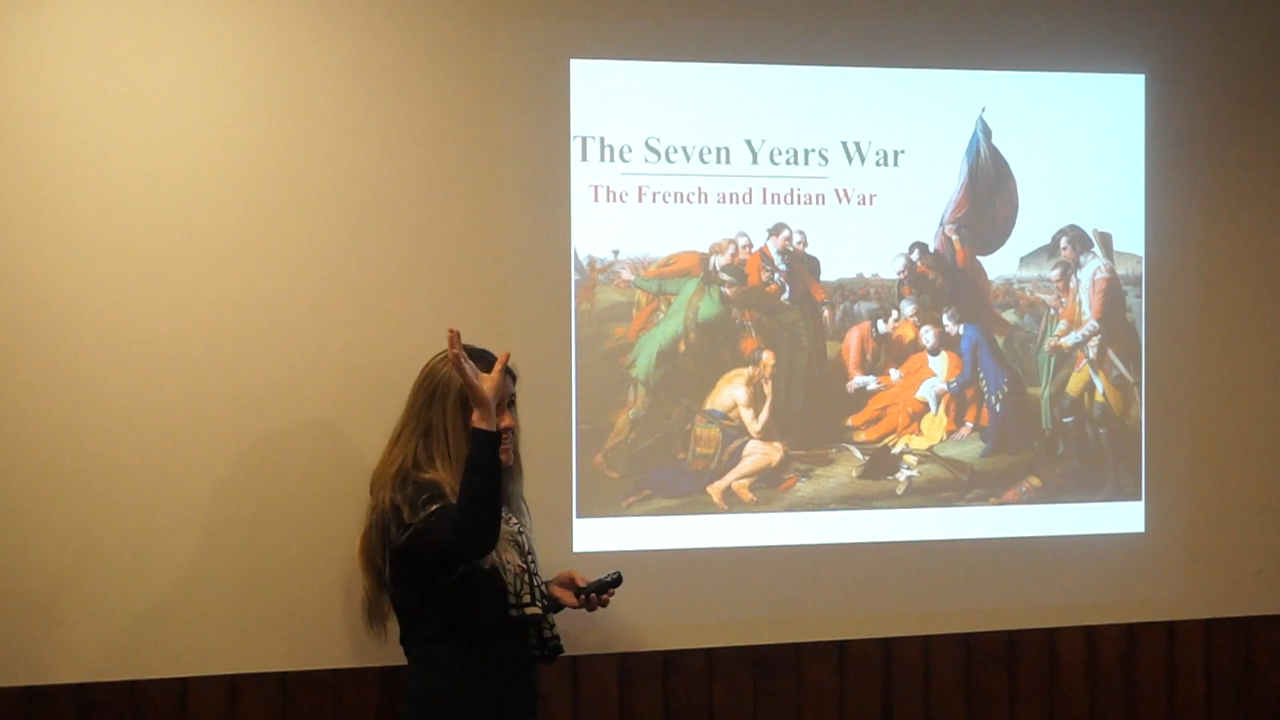 The Seven Years War
The French and Indian War